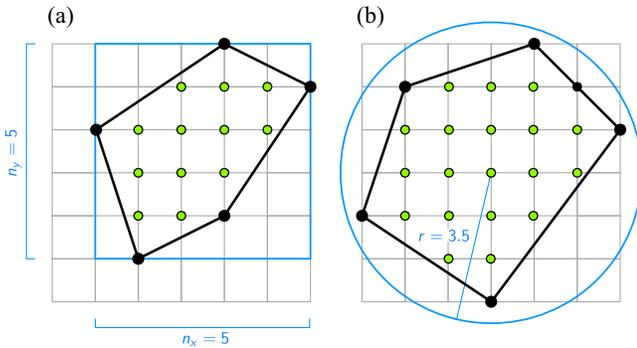 (a)
(b)
n_y = 5
r = 3.5
n_x = 5